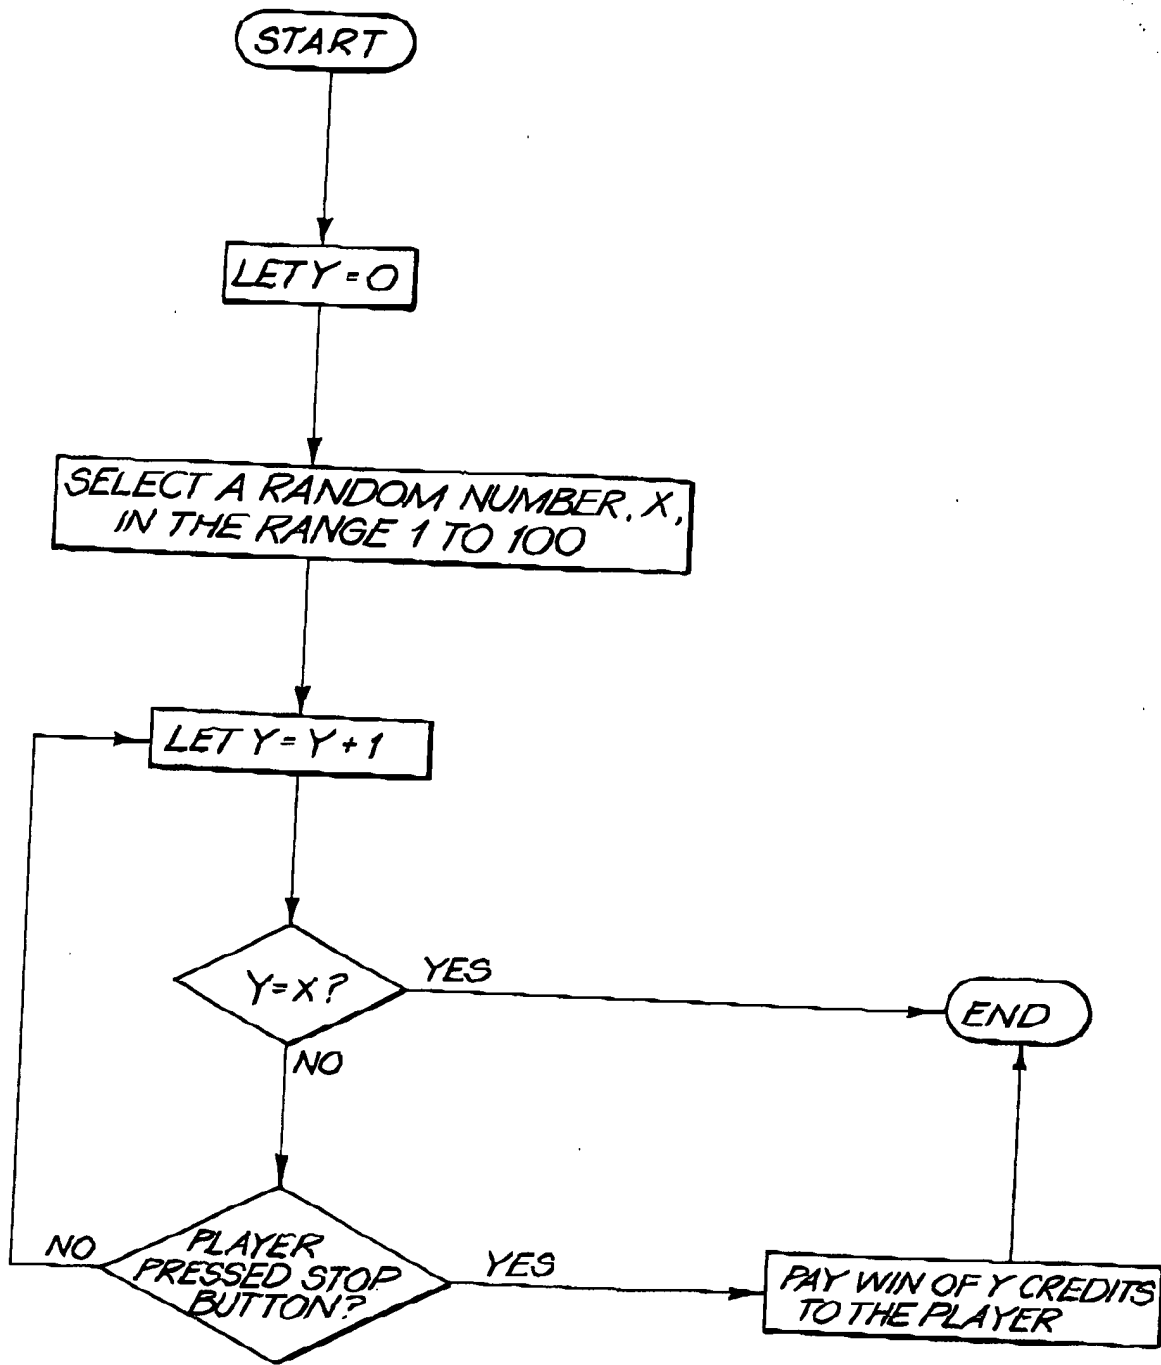 START
LET Y = 0
SELECT A RANDOM NUMBER, X,
IN THE RANGE 1 TO 100
LET Y = Y + 1
Y = X ?
YES
END
NO
PLAYER
PRESSED STOP
BUTTON?
NO
YES
PAY WIN OF Y CREDITS
TO THE PLAYER